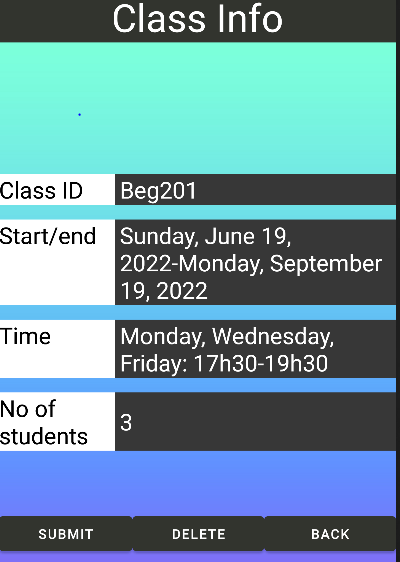 Class Info
Class ID
Beg201
Start/end
Sunday, June 19,
2022-Monday, September
19, 2022
Time
Monday, Wednesday,
Friday: 17h30-19h30
No of
students
3
SUBMIT
DELETE
BACK